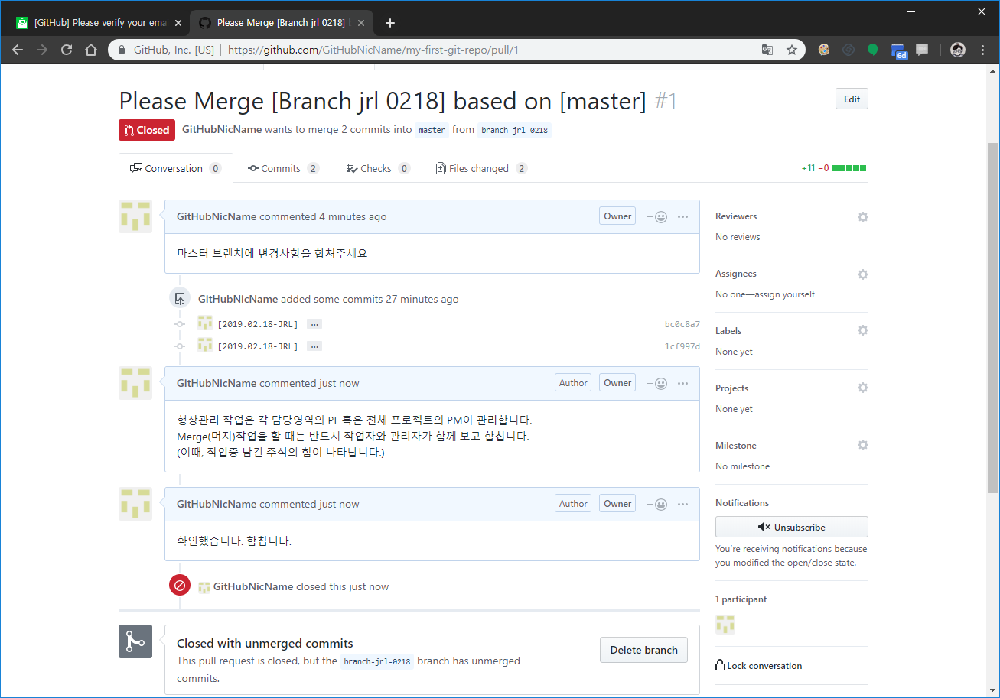 [GitHub] Please verify your ema
Please Merge [Branch jrl 0218]
GitHub, Inc. [US] | https://github.com/GitHubNicName/my-first-git-repo/pull/1
6d
Please Merge [Branch jrl 0218] based on [master] #1
Edit
Closed GitHubNicName wants to merge 2 commits into master from branch-jrl-0218
Conversation 0 Commits 2 Checks 0 Files changed 2 +11 −0
GitHubNicName commented 4 minutes ago Owner
마스터 브랜치에 변경사항을 합쳐주세요
GitHubNicName added some commits 27 minutes ago
[2019.02.18-JRL] … bc0c8a7
[2019.02.18-JRL] … 1cf997d
GitHubNicName commented just now Author Owner
형상관리 작업은 각 담당영역의 PL 혹은 전체 프로젝트의 PM이 관리합니다.
Merge(머지)작업을 할 때는 반드시 작업자와 관리자가 함께 보고 합칩니다.
(이때, 작업중 남긴 주석의 힘이 나타납니다.)
GitHubNicName commented just now Author Owner
확인했습니다. 합칩니다.
GitHubNicName closed this just now
Closed with unmerged commits
This pull request is closed, but the branch-jrl-0218 branch has unmerged
commits.
Delete branch
Reviewers
No reviews
Assignees
No one—assign yourself
Labels
None yet
Projects
None yet
Milestone
No milestone
Notifications
Unsubscribe
You're receiving notifications because
you modified the open/close state.
1 participant
Lock conversation